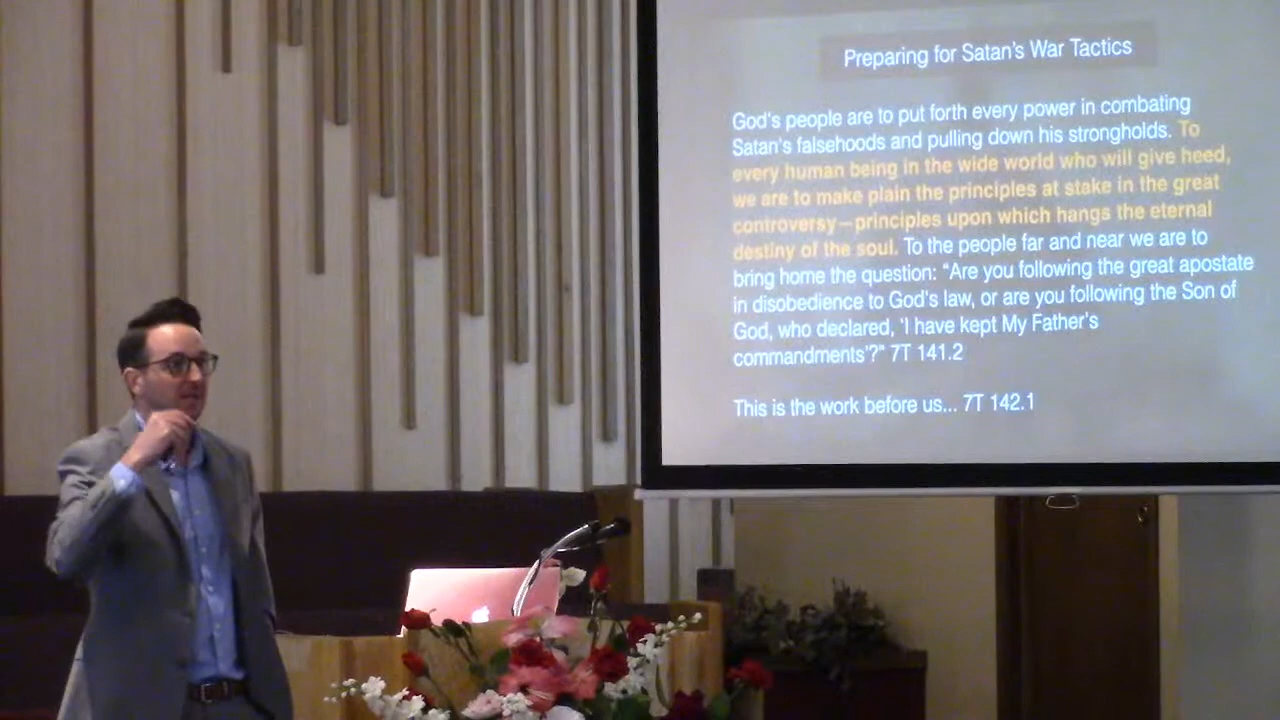 Preparing for Satan's War Tactics
God's people are to put forth every power in combating
Satan's falsehoods and pulling down his strongholds. To
every human being in the wide world who will give heed,
we are to make plain the principles at stake in the great
controversy—principles upon which hangs the eternal
destiny of the soul. To the people far and near we are to
bring home the question: “Are you following the great apostate
in disobedience to God's law, or are you following the Son of
God, who declared, ‘I have kept My Father's
commandments’?” 7T 141.2
This is the work before us... 7T 142.1